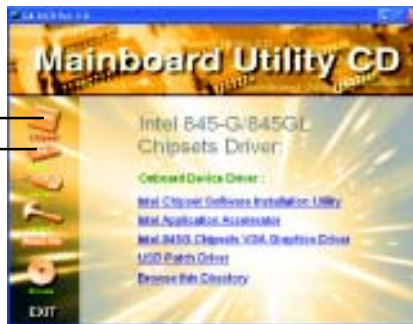 Mainboard Utility CD
Intel 845-G/845GL
Chipsets Driver:
Onboard Device Driver :
Intel Chipset Software Installation Utility
Intel Application Accelerator
Intel 845G Chipsets VGA Graphics Driver
USB Patch Driver
Browse this Directory
Chipset
EXIT